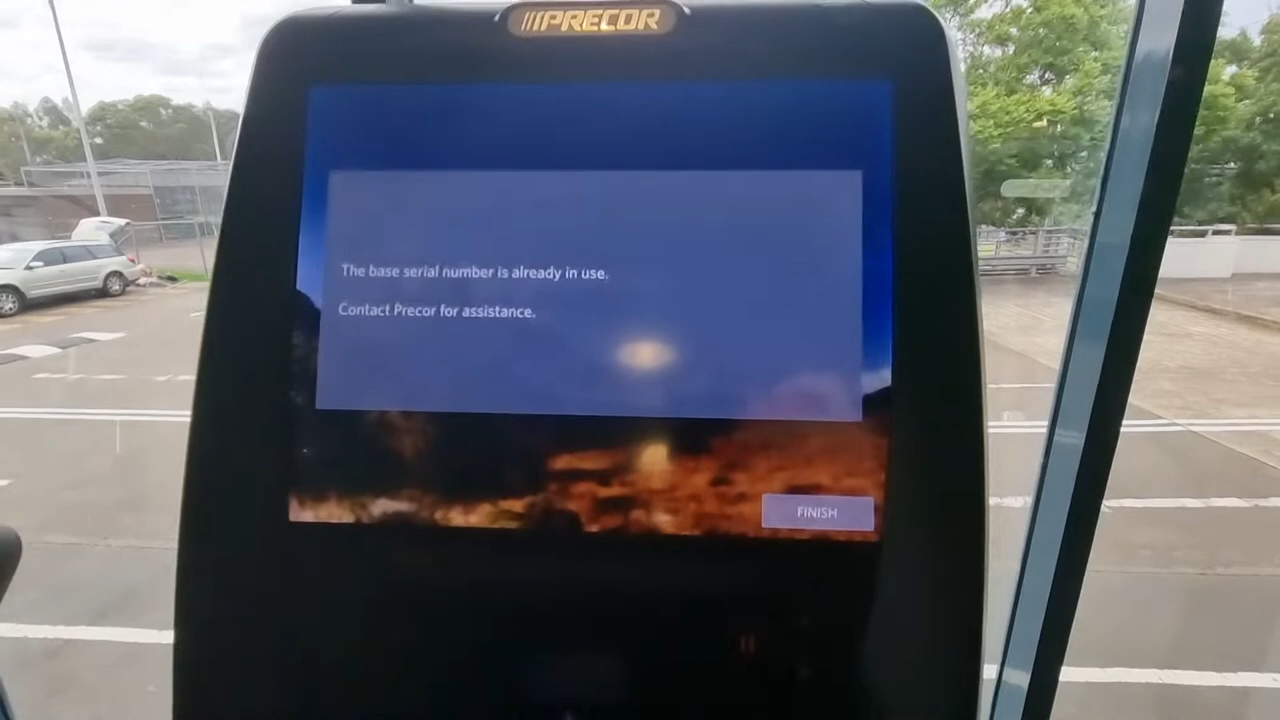 PRECOR
The base serial number is already in use.
Contact Precor for assistance.
FINISH